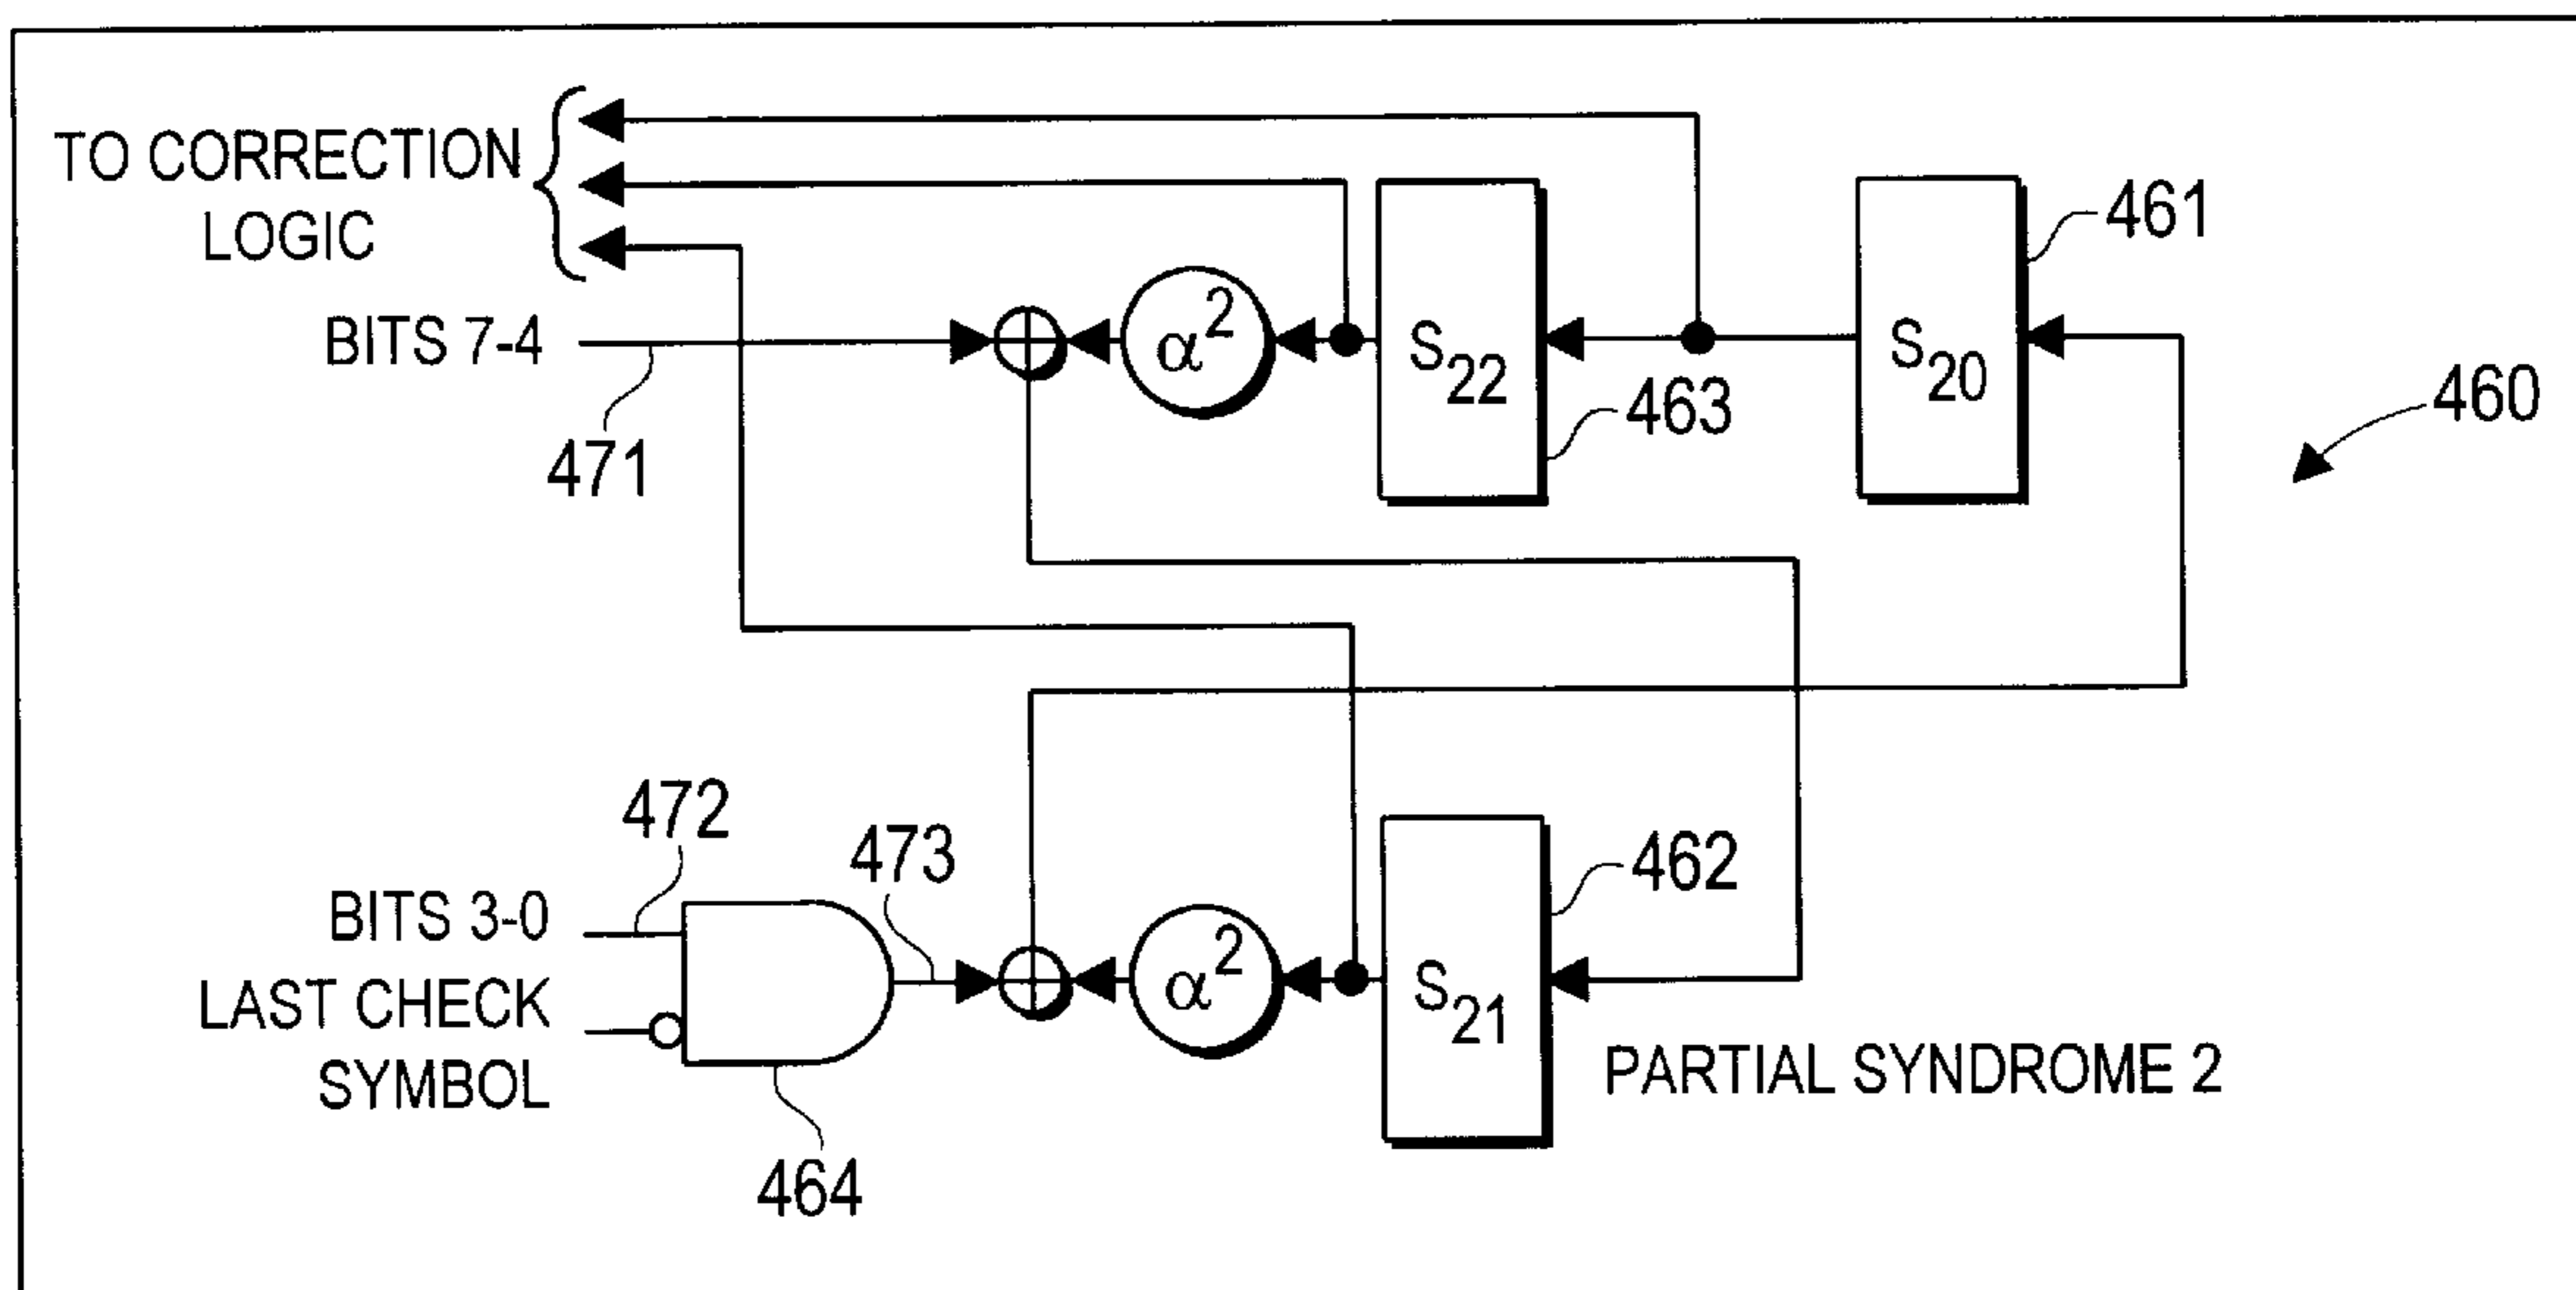 TO CORRECTION
LOGIC
BITS 7-4
471
α2
S22
463
S20
461
460
472
BITS 3-0
LAST CHECK
SYMBOL
473
464
α2
S21
462
PARTIAL SYNDROME 2